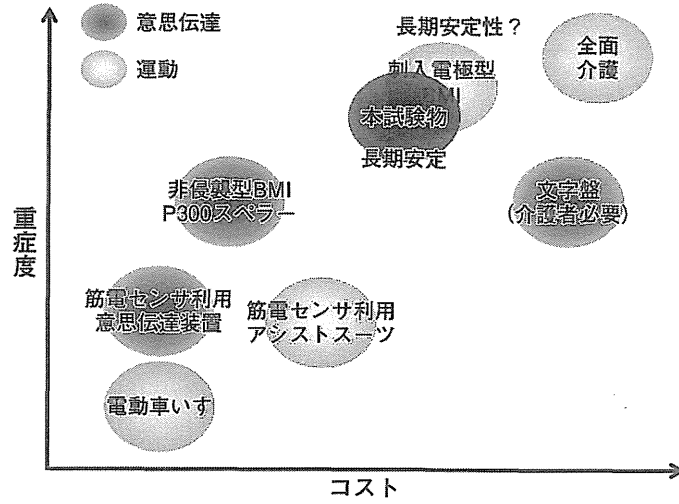 意思伝達
運動
長期安定性？
刺入電極型
BMI
全面
介護
本試験物
長期安定
非侵襲型BMI
P300スペラー
文字盤
(介護者必要)
重症度
筋電センサ利用
意思伝達装置
筋電センサ利用
アシストスーツ
電動車いす
コスト